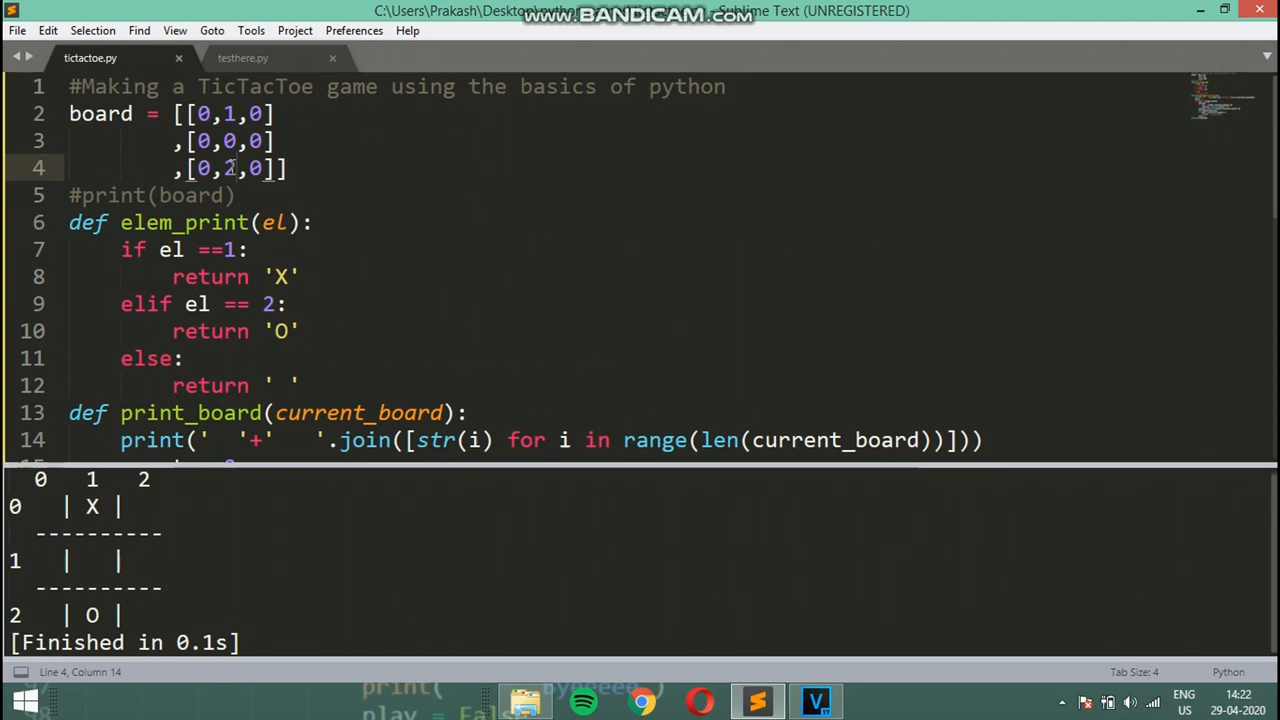 C:\Users\Prakash\Desktop\python
www.BANDICAM.com
- Sublime Text (UNREGISTERED)
File Edit Selection Find View Goto Tools Project Preferences Help
tictactoe.py testhere.py
1 #Making a TicTacToe game using the basics of python
2 board = [[0,1,0]
3 ,[0,0,0]
4 ,[0,2,0]]
5 #print(board)
6 def elem_print(el):
7 if el ==1:
8 return 'X'
9 elif el == 2:
10 return 'O'
11 else:
12 return ' '
13 def print_board(current_board):
14 print('  '+'   '.join([str(i) for i in range(len(current_board))]))
0 1 2
0 | X |
----------
1 | |
----------
2 | O |
[Finished in 0.1s]
Line 4, Column 14 Tab Size: 4 Python
print(
play = False
ENG 14:22
US 29-04-2020